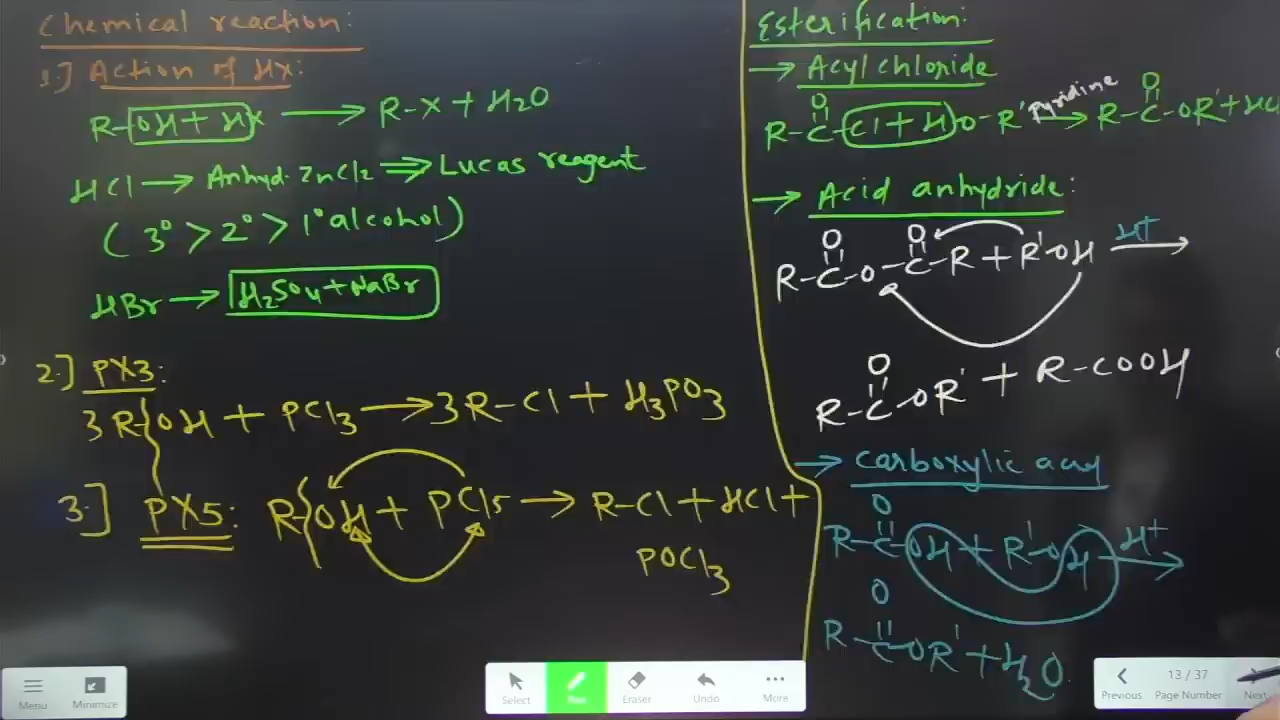 Chemical reaction:
1.] Action of HX:
R-OH + HX ⟶ R-X + H2O
HCl → Anhyd. ZnCl2 ⇒ Lucas reagent
(3° > 2° > 1° alcohol)
HBr → H2SO4 + NaBr
2.] PX3:
3R-OH + PCl3 → 3R-Cl + H3PO3
3.] PX5: R-OH + PCl5 → R-Cl + HCl +
POCl3
Esterification:
→ Acyl chloride
O O
R-C-Cl + H-O-R' Pyridine → R-C-OR' + HCl
→ Acid anhydride:
O O
R-C-O-C-R + R'OH H+ →
O
R-C-OR' + R-COOH
→ Carboxylic
O
R-C-OH + R'-OH H+ →
O
R-C-OR' + H2O
Menu
Minimize
Select
Pen
Eraser
Undo
More
Previous
13 / 37
Page Number
Next